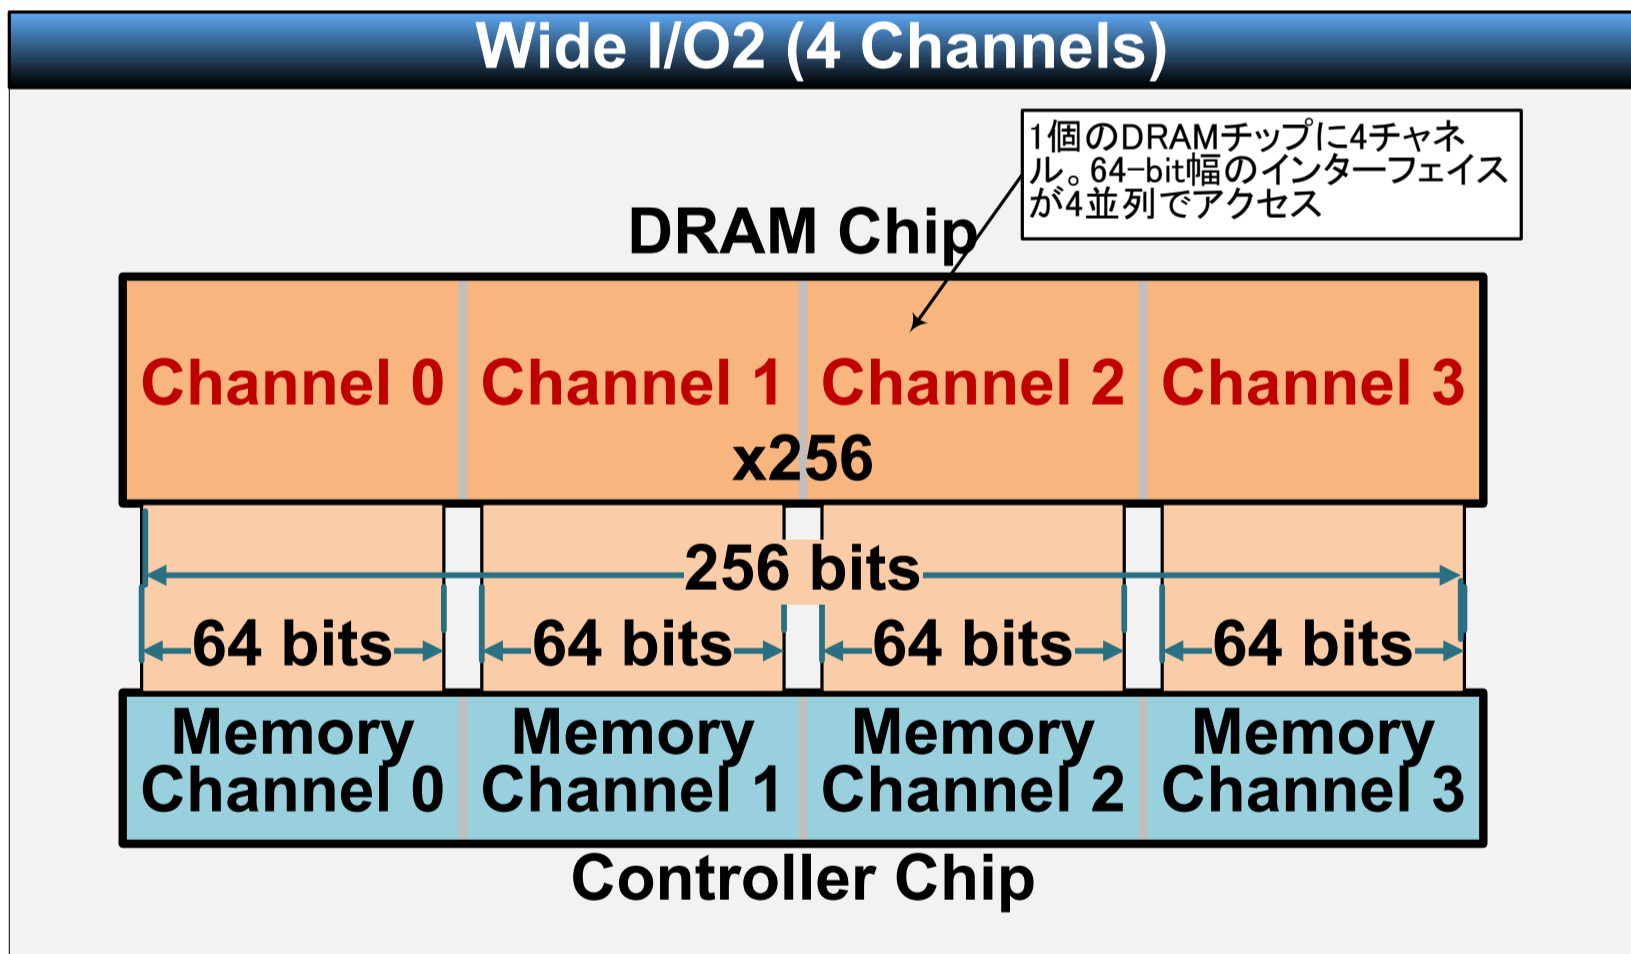 Wide I/O2 (4 Channels)
1個のDRAMチップに4チャネ
ル。64-bit幅のインターフェイス
が4並列でアクセス
DRAM Chip
Channel 0 Channel 1 Channel 2 Channel 3
x256
256 bits
64 bits 64 bits 64 bits 64 bits
Memory Memory Memory Memory
Channel 0 Channel 1 Channel 2 Channel 3
Controller Chip